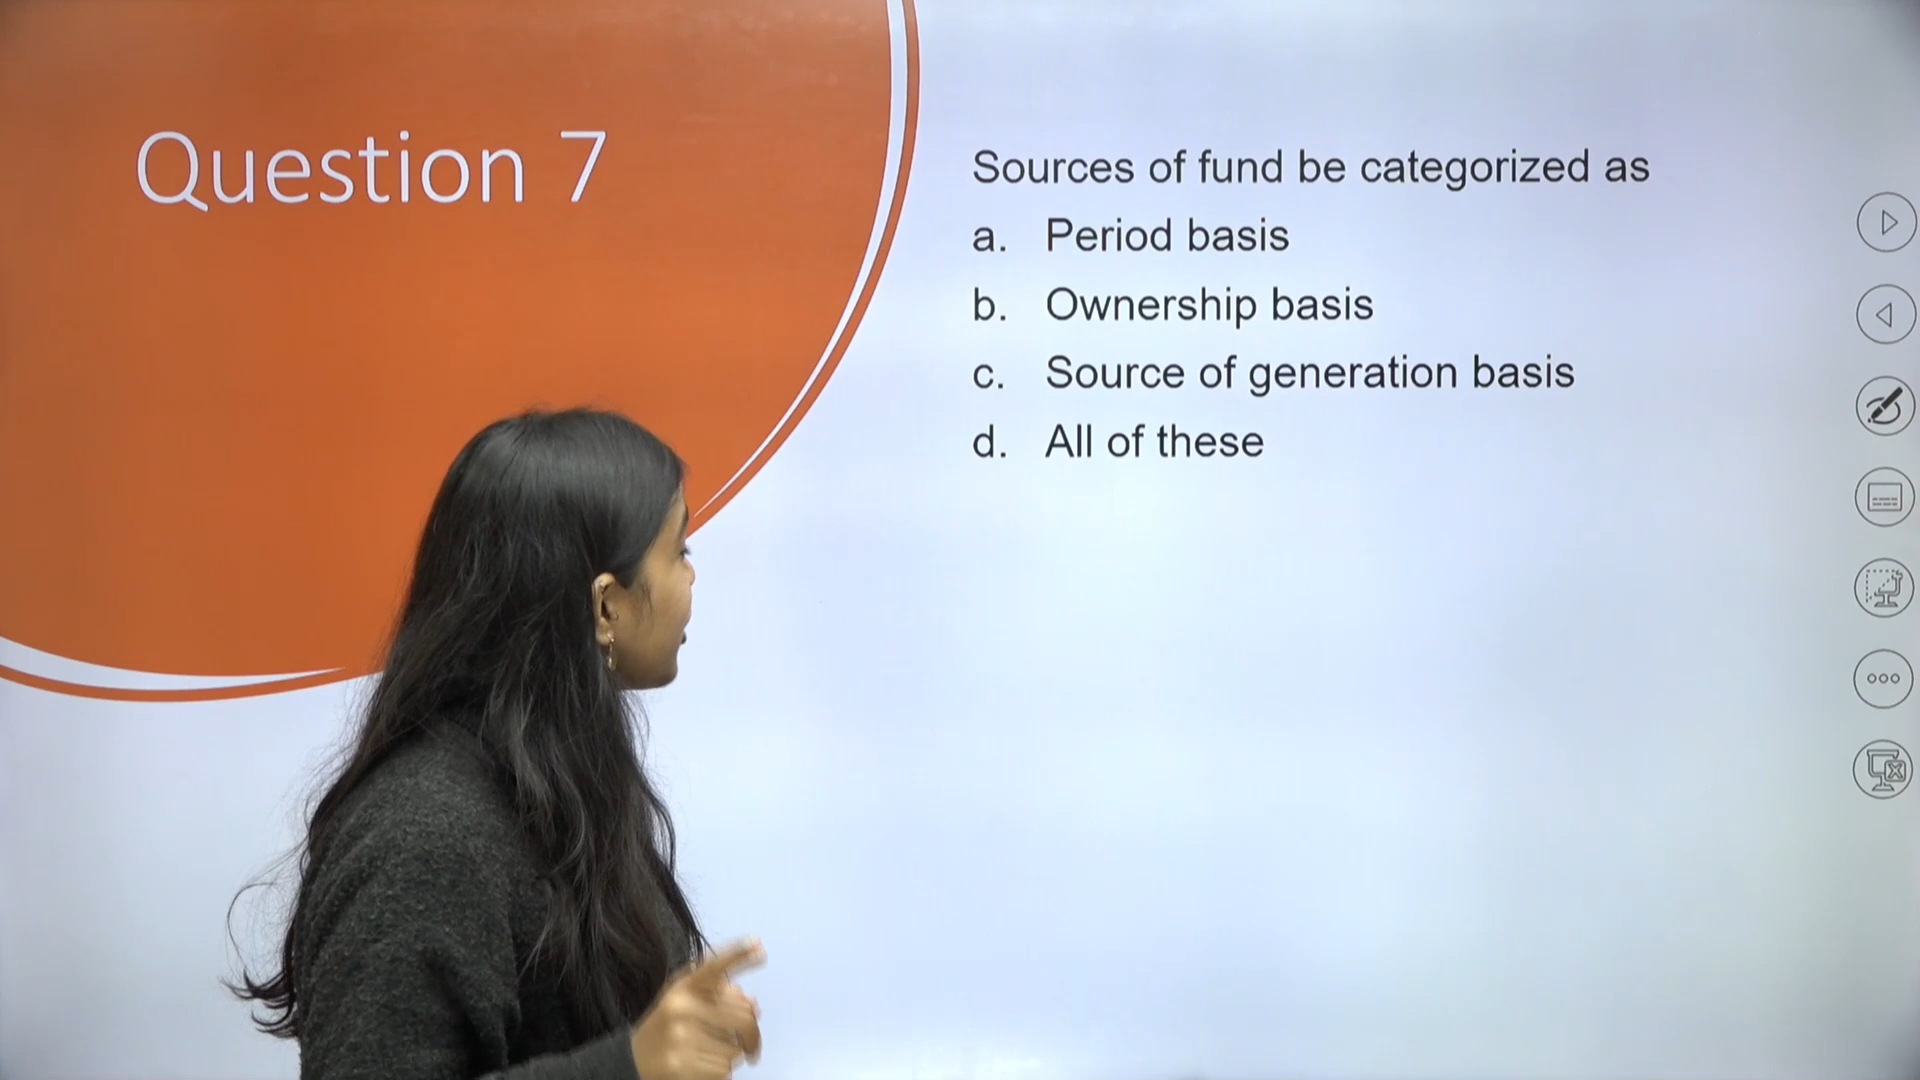 Question 7
Sources of fund be categorized as
a. Period basis
b. Ownership basis
c. Source of generation basis
d. All of these